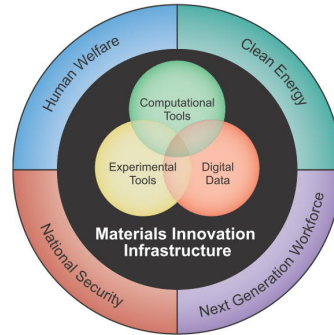 Human Welfare
Clean Energy
Computational
Tools
Experimental
Tools
Digital
Data
Materials Innovation
Infrastructure
National Security
Next Generation Workforce